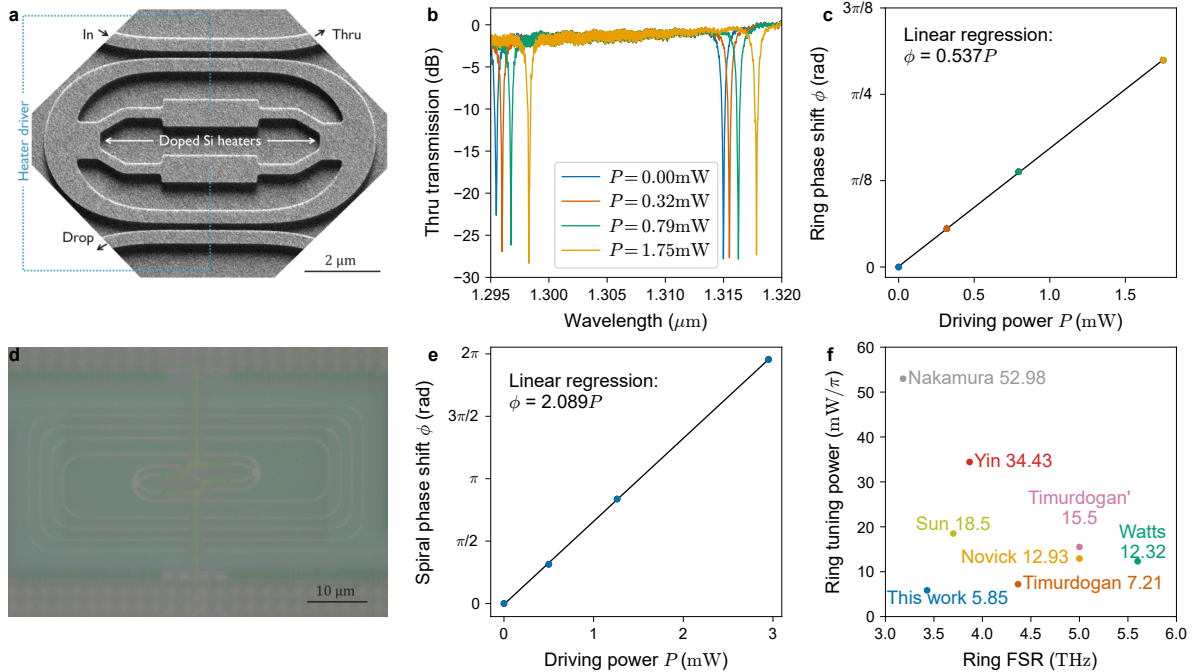 a
In
Thru
Heater driver
Doped Si heaters
Drop
2 μm
b
Thru transmission (dB)
0
−5
−10
−15
−20
−25
−30
P = 0.00mW
P = 0.32mW
P = 0.79mW
P = 1.75mW
1.295 1.300 1.305 1.310 1.315 1.320
Wavelength (μm)
c
Ring phase shift ϕ (rad)
3π/8
π/4
π/8
0
Linear regression:
ϕ = 0.537P
0.0 0.5 1.0 1.5
Driving power P (mW)
d
10 μm
e
Spiral phase shift ϕ (rad)
2π
3π/2
π
π/2
0
Linear regression:
ϕ = 2.089P
0 1 2 3
Driving power P (mW)
f
Ring tuning power (mW/π)
60
50
40
30
20
10
0
Nakamura 52.98
Yin 34.43
Timurdogan'
15.5
Sun 18.5
Watts
12.32
Novick 12.93
Timurdogan 7.21
This work 5.85
3.0 3.5 4.0 4.5 5.0 5.5 6.0
Ring FSR (THz)